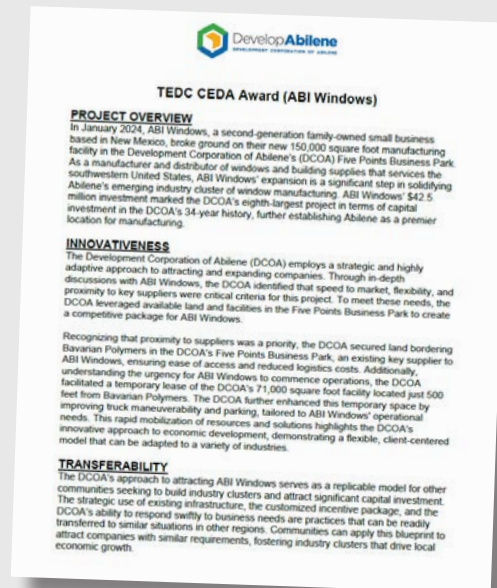 DevelopAbilene
DEVELOPMENT CORPORATION OF ABILENE
TEDC CEDA Award (ABI Windows)
PROJECT OVERVIEW
In January 2024, ABI Windows, a second-generation family-owned small business
based in New Mexico, broke ground on their new 150,000 square foot manufacturing
facility in the Development Corporation of Abilene's (DCOA) Five Points Business Park.
As a manufacturer and distributor of windows and building supplies that services the
southwestern United States, ABI Windows' expansion is a significant step in solidifying
Abilene's emerging industry cluster of window manufacturing. ABI Windows' $42.5
million investment marked the DCOA's eighth-largest project in terms of capital
investment in the DCOA's 34-year history, further establishing Abilene as a premier
location for manufacturing.
INNOVATIVENESS
The Development Corporation of Abilene (DCOA) employs a strategic and highly
adaptive approach to attracting and expanding companies. Through in-depth
discussions with ABI Windows, the DCOA identified that speed to market, flexibility, and
proximity to key suppliers were critical criteria for this project. To meet these needs, the
DCOA leveraged available land and facilities in the Five Points Business Park to create
a competitive package for ABI Windows.
Recognizing that proximity to suppliers was a priority, the DCOA secured land bordering
Bavarian Polymers in the DCOA's Five Points Business Park, an existing key supplier to
ABI Windows, ensuring ease of access and reduced logistics costs. Additionally,
understanding the urgency for ABI Windows to commence operations, the DCOA
facilitated a temporary lease of the DCOA's 71,000 square foot facility located just 500
feet from Bavarian Polymers. The DCOA further enhanced this temporary space by
improving truck maneuverability and parking, tailored to ABI Windows' operational
needs. This rapid mobilization of resources and solutions highlights the DCOA's
innovative approach to economic development, demonstrating a flexible, client-centered
model that can be adapted to a variety of industries.
TRANSFERABILITY
The DCOA's approach to attracting ABI Windows serves as a replicable model for other
communities seeking to build industry clusters and attract significant capital investment.
The strategic use of existing infrastructure, the customized incentive package, and the
DCOA's ability to respond swiftly to business needs are practices that can be readily
transferred to similar situations in other regions. Communities can apply this blueprint to
attract companies with similar requirements, fostering industry clusters that drive local
economic growth.